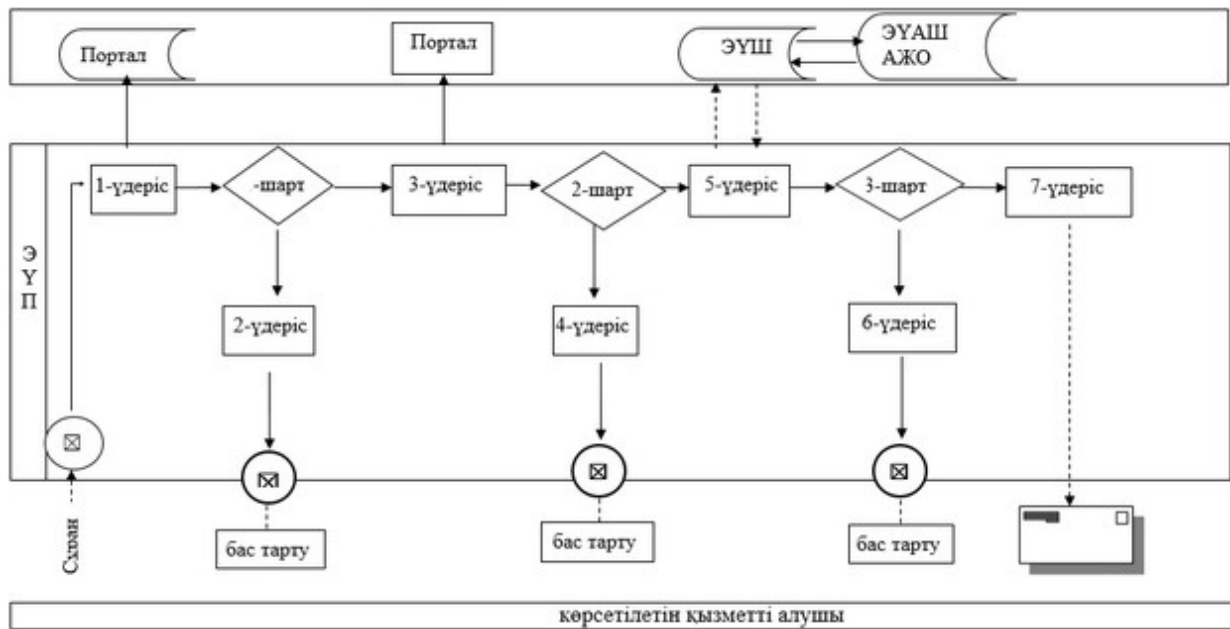 Портал
Портал
ЭҮШ
ЭҮАШ
АЖО
1-үдеріс
-шарт
3-үдеріс
2-шарт
5-үдеріс
3-шарт
7-үдеріс
Э
Ү
П
2-үдеріс
4-үдеріс
6-үдеріс
Сұран
бас тарту
бас тарту
бас тарту
көрсетілетін қызметті алушы